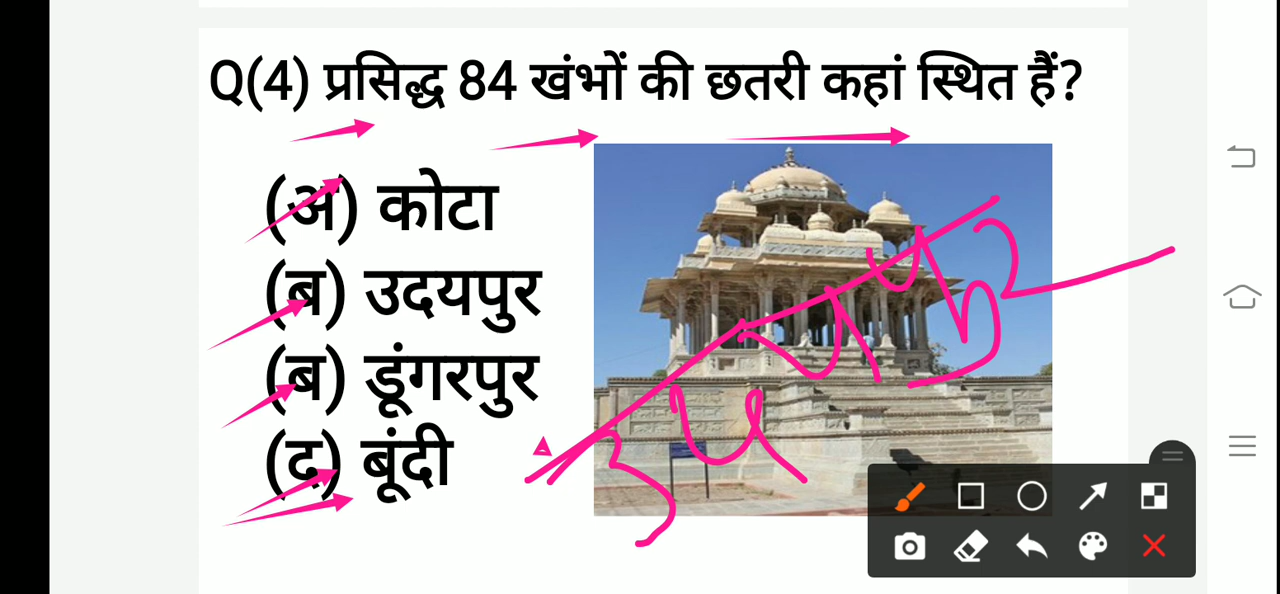 Q(4) प्रसिद्ध 84 खंभों की छतरी कहां स्थित हैं?
(अ) कोटा
(ब) उदयपुर
(ब) डूंगरपुर
(द) बूंदी